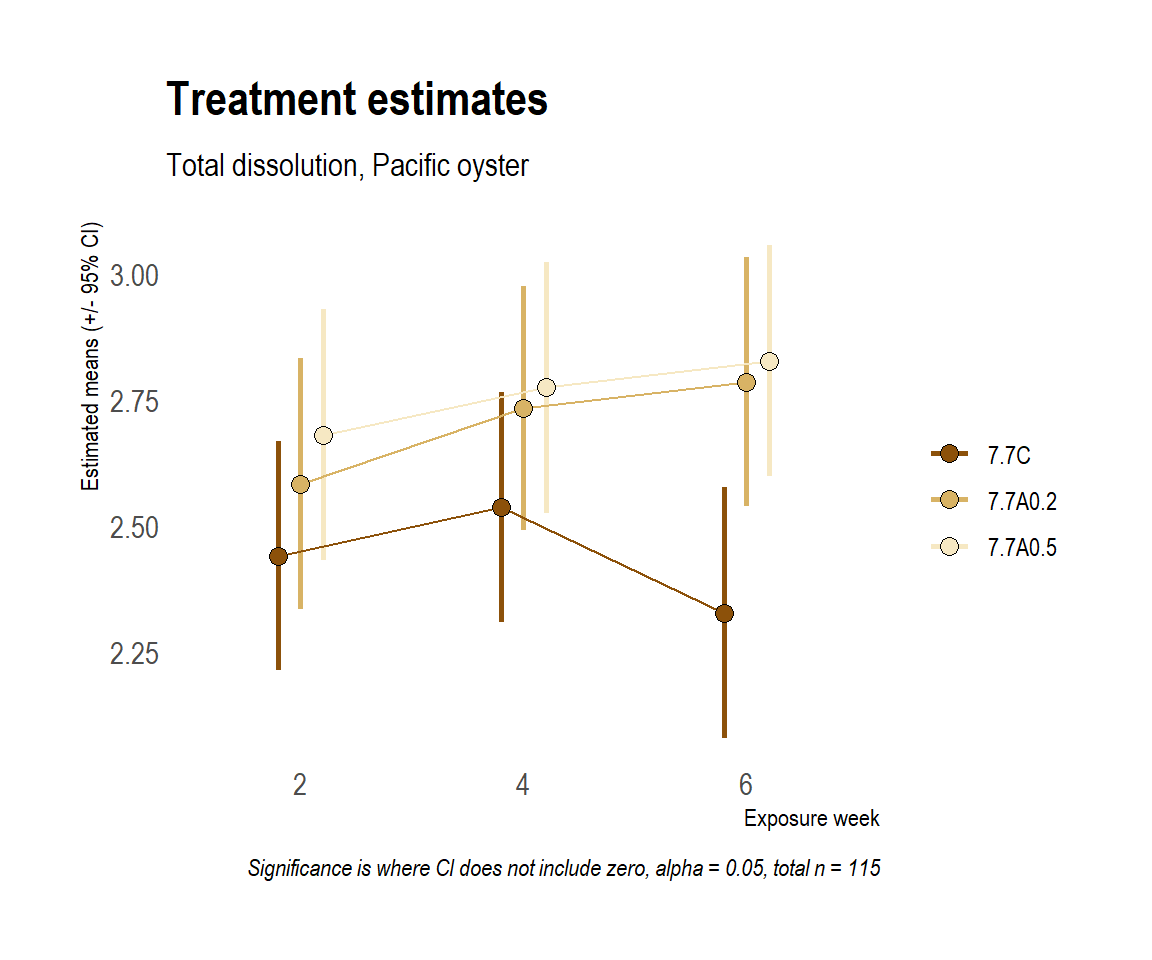 Treatment estimates
Total dissolution, Pacific oyster
Estimated means (+/- 95% CI)
3.00
2.75
2.50
2.25
2
4
6
Exposure week
7.7C
7.7A0.2
7.7A0.5
Significance is where CI does not include zero, alpha = 0.05, total n = 115